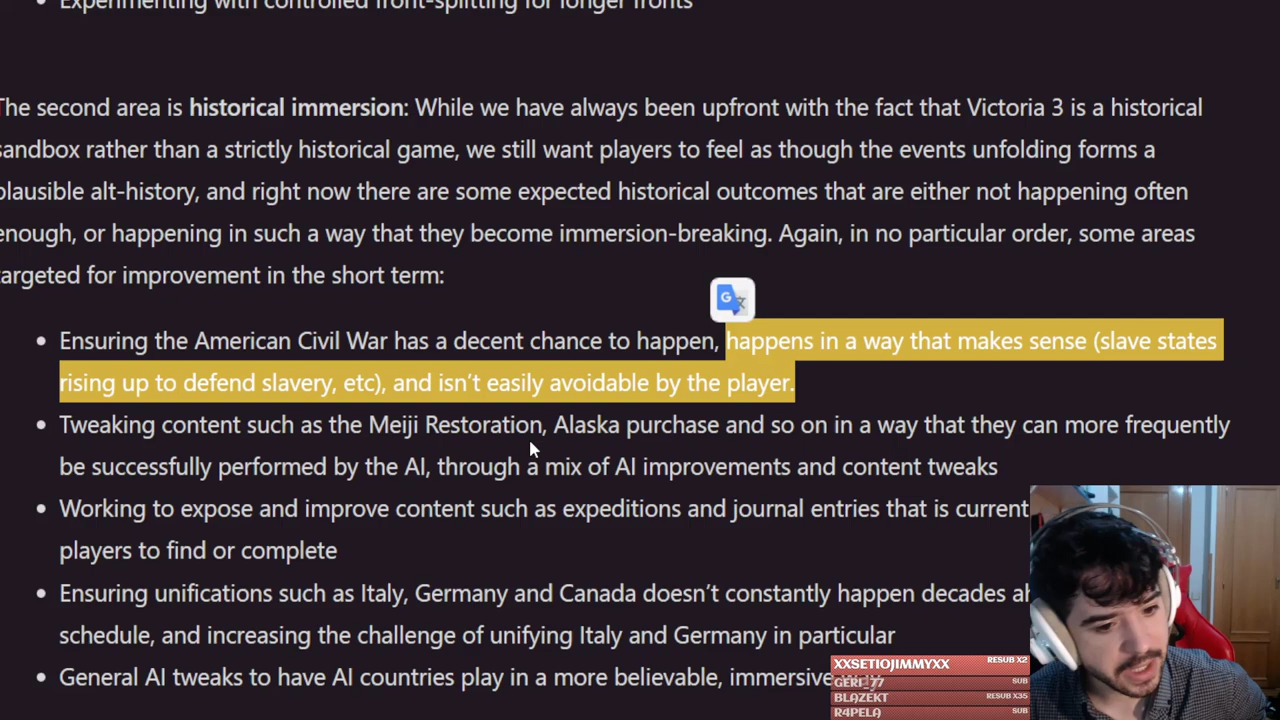 Experimenting with controlled front-splitting for longer fronts
The second area is historical immersion: While we have always been upfront with the fact that Victoria 3 is a historical
sandbox rather than a strictly historical game, we still want players to feel as though the events unfolding forms a
plausible alt-history, and right now there are some expected historical outcomes that are either not happening often
enough, or happening in such a way that they become immersion-breaking. Again, in no particular order, some areas
targeted for improvement in the short term:
Ensuring the American Civil War has a decent chance to happen, happens in a way that makes sense (slave states
rising up to defend slavery, etc), and isn't easily avoidable by the player.
Tweaking content such as the Meiji Restoration, Alaska purchase and so on in a way that they can more frequently
be successfully performed by the AI, through a mix of AI improvements and content tweaks
Working to expose and improve content such as expeditions and journal entries that is current
players to find or complete
Ensuring unifications such as Italy, Germany and Canada doesn't constantly happen decades
schedule, and increasing the challenge of unifying Italy and Germany in particular
General AI tweaks to have AI countries play in a more believable, immersive
XXSETIOJIMMYXX RESUB X2
GERI_77 SUB
BLAZEKT RESUB X35
R4PELA SUB